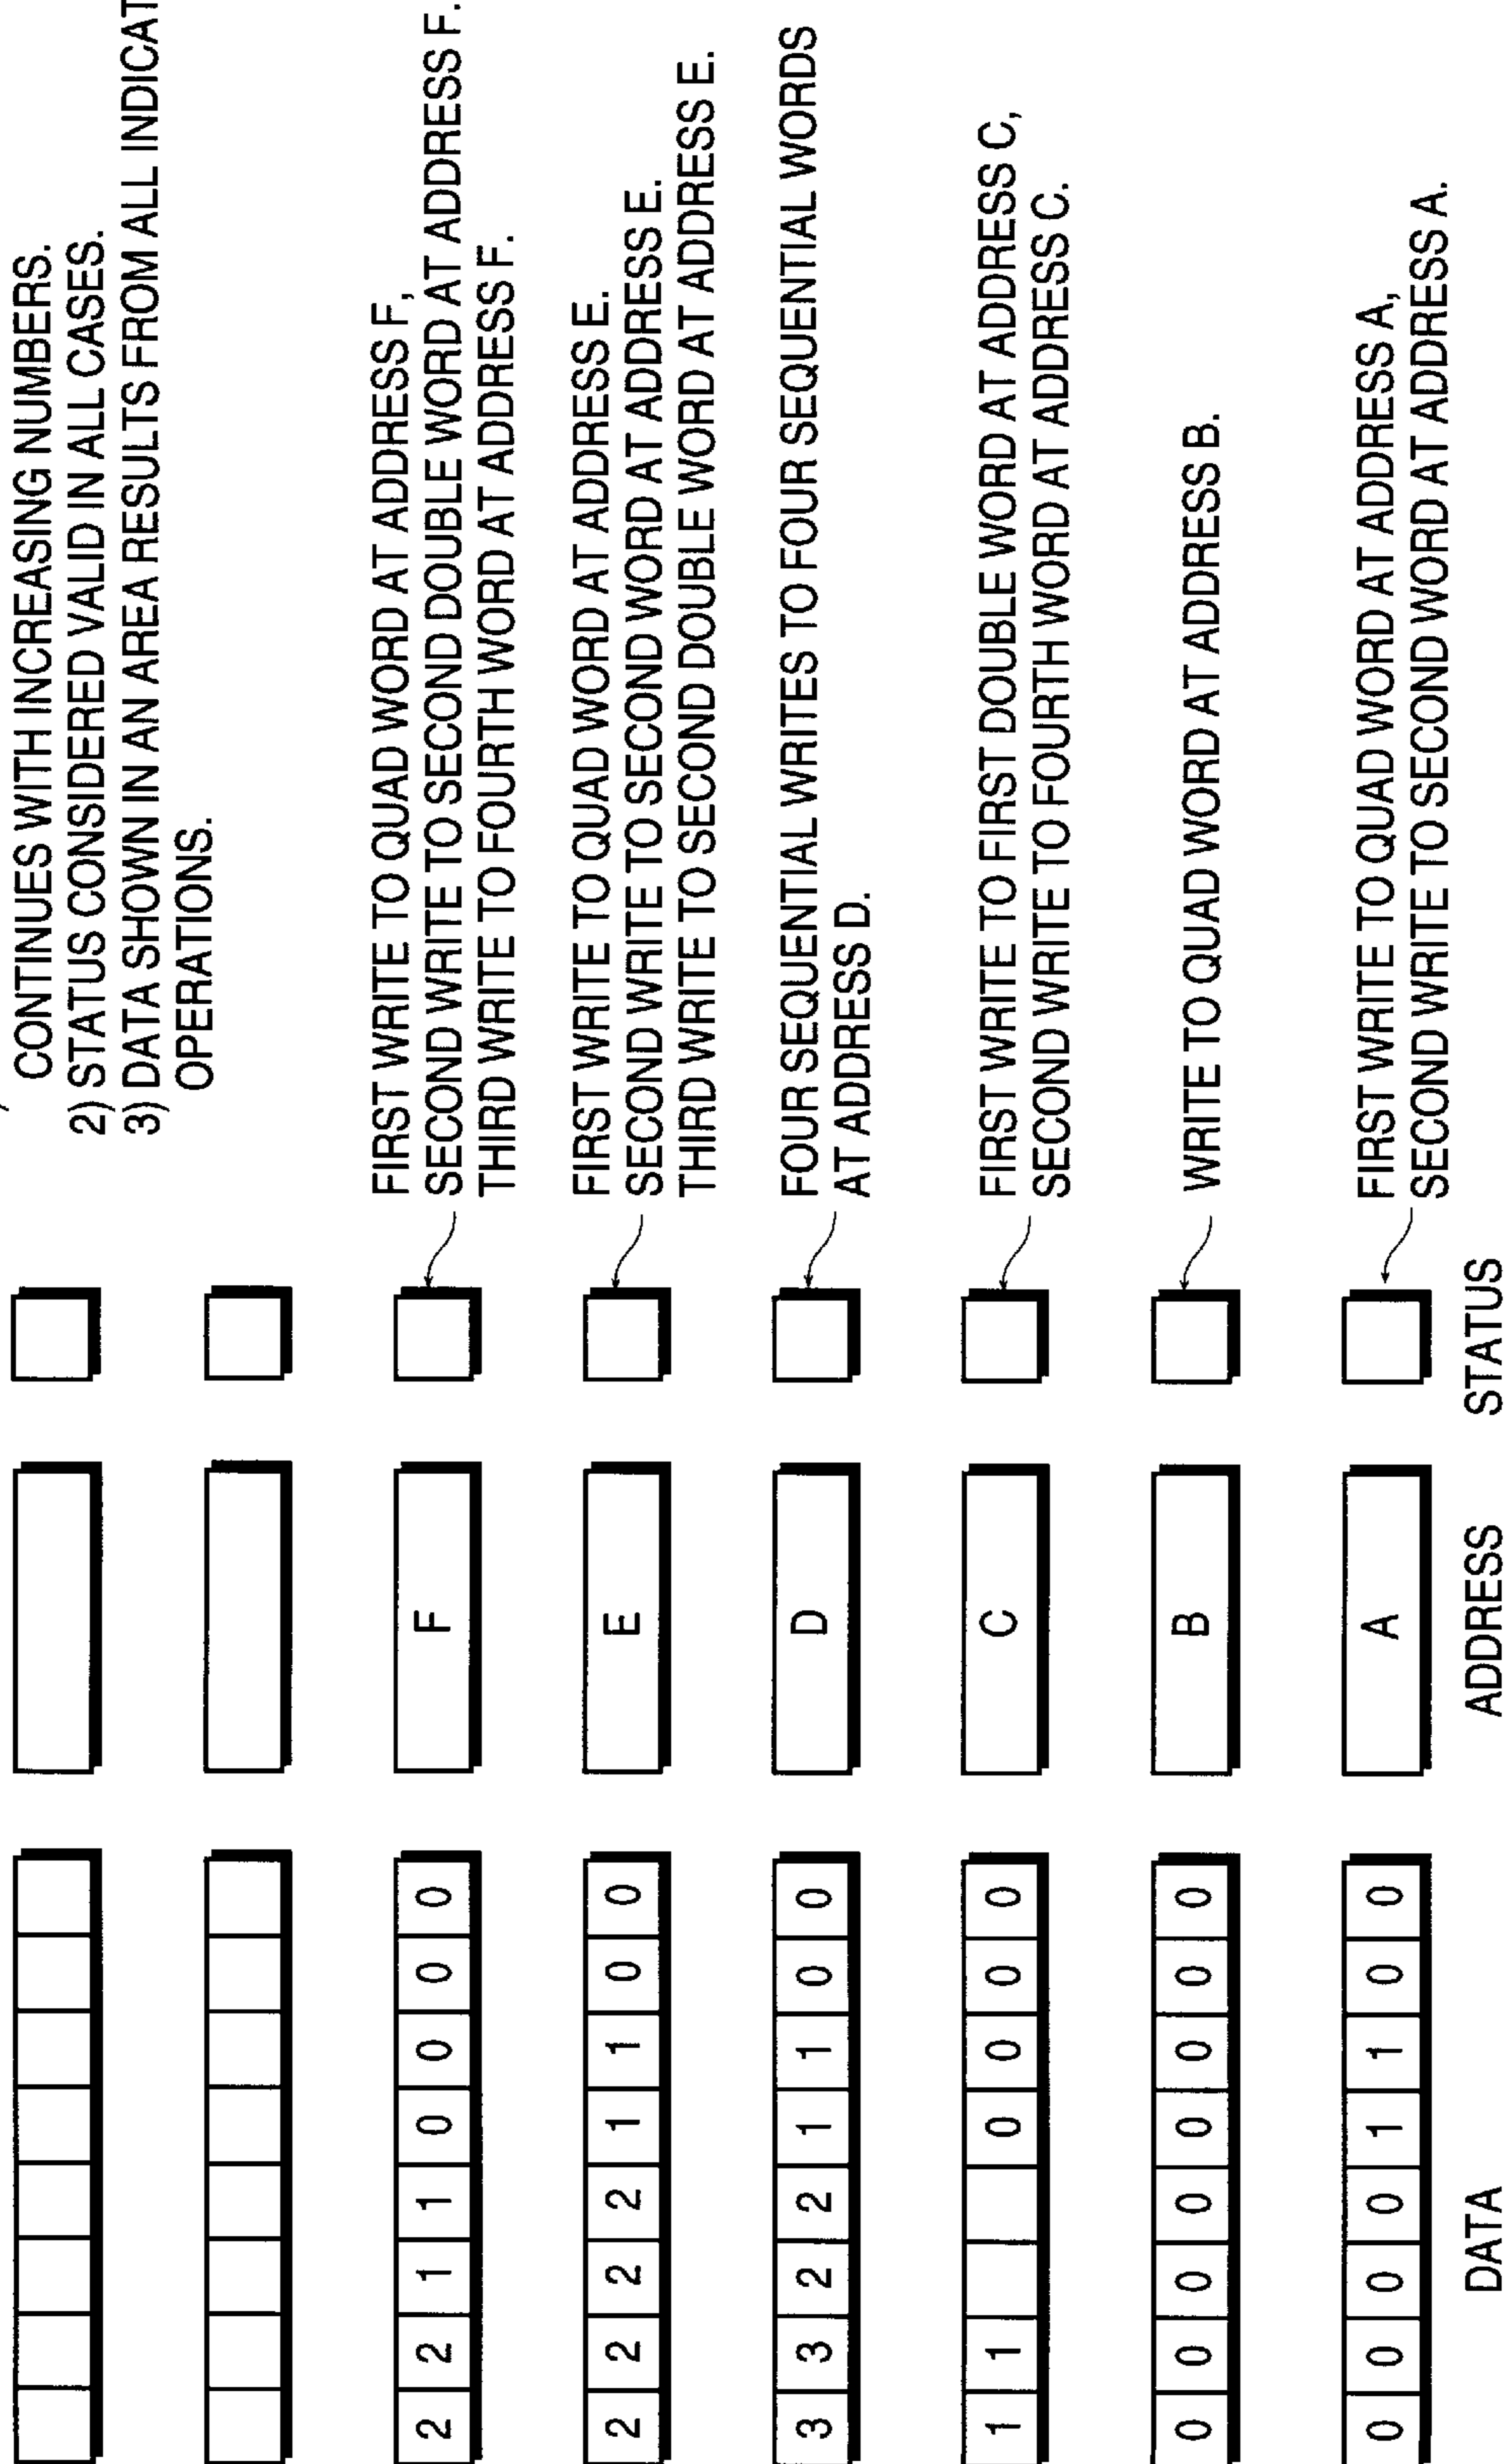 CONTINUES WITH INCREASING NUMBERS.
2) STATUS CONSIDERED VALID IN ALL CASES.
3) DATA SHOWN IN AN AREA RESULTS FROM ALL INDICAT
OPERATIONS.
2 2 1 1 0 0 0 0 F
FIRST WRITE TO QUAD WORD AT ADDRESS F,
SECOND WRITE TO SECOND DOUBLE WORD AT ADDRESS F.
THIRD WRITE TO FOURTH WORD AT ADDRESS F.
2 2 2 2 1 1 0 0 E
FIRST WRITE TO QUAD WORD AT ADDRESS E.
SECOND WRITE TO SECOND WORD AT ADDRESS E.
THIRD WRITE TO SECOND DOUBLE WORD AT ADDRESS E.
3 3 2 2 1 1 0 0 D
FOUR SEQUENTIAL WRITES TO FOUR SEQUENTIAL WORDS
AT ADDRESS D.
1 1 0 0 0 0 C
FIRST WRITE TO FIRST DOUBLE WORD AT ADDRESS C,
SECOND WRITE TO FOURTH WORD AT ADDRESS C.
0 0 0 0 0 0 0 0 B
WRITE TO QUAD WORD AT ADDRESS B.
0 0 0 0 1 1 0 0 A
FIRST WRITE TO QUAD WORD AT ADDRESS A,
SECOND WRITE TO SECOND WORD AT ADDRESS A.
DATA ADDRESS STATUS